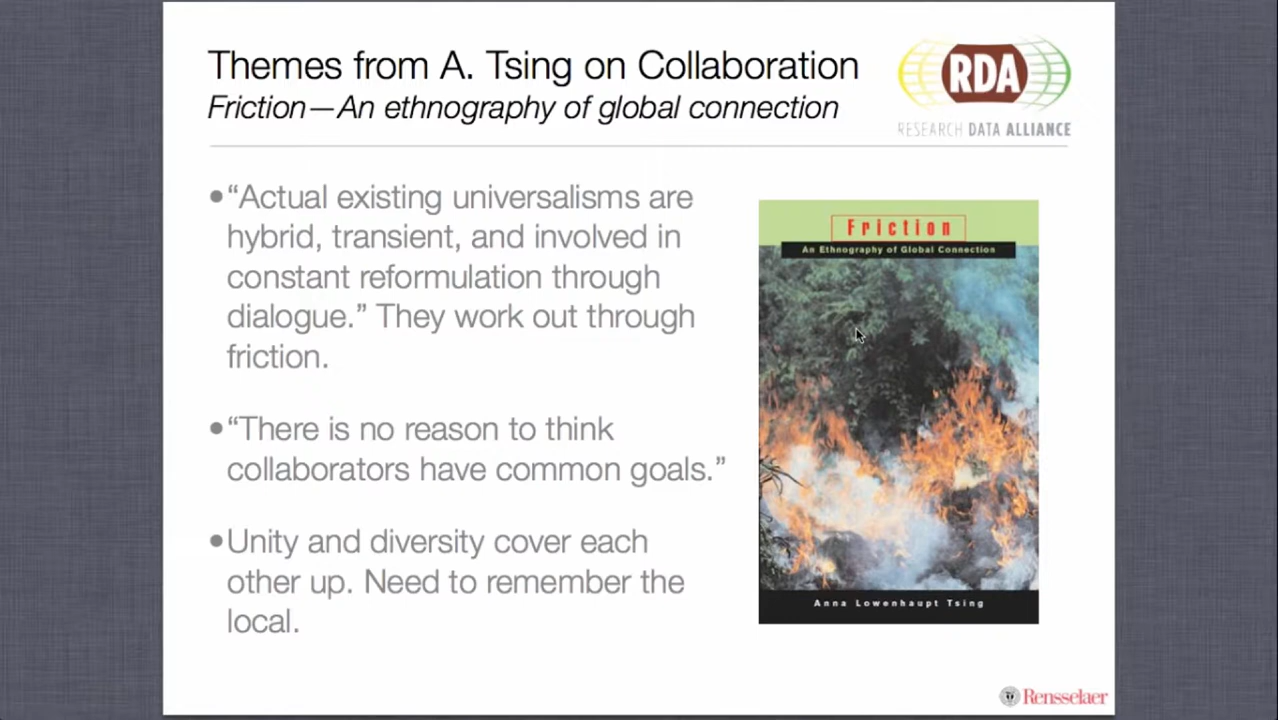 Themes from A. Tsing on Collaboration
Friction—An ethnography of global connection
RDA
RESEARCH DATA ALLIANCE
•“Actual existing universalisms are
hybrid, transient, and involved in
constant reformulation through
dialogue.” They work out through
friction.
•“There is no reason to think
collaborators have common goals.”
•Unity and diversity cover each
other up. Need to remember the
local.
Friction
An Ethnography of Global Connection
Anna Lowenhaupt Tsing
Rensselaer